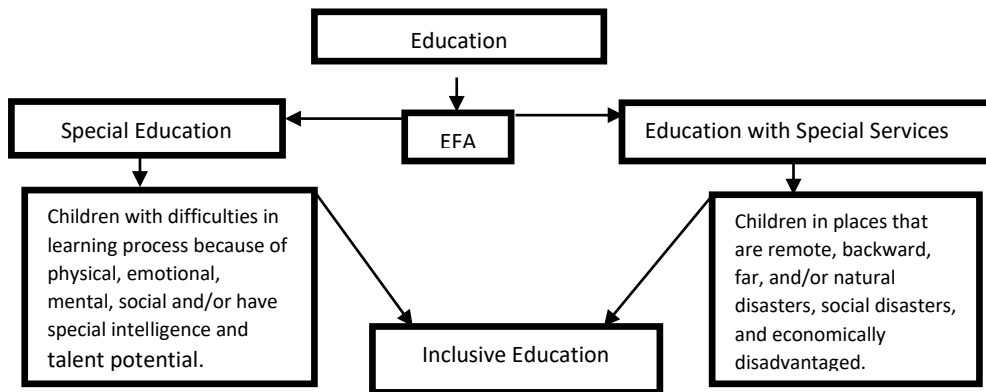 Education
Special Education
EFA
Education with Special Services
Children with difficulties in
learning process because of
physical, emotional,
mental, social and/or have
special intelligence and
talent potential.
Children in places that
are remote, backward,
far, and/or natural
disasters, social disasters,
and economically
disadvantaged.
Inclusive Education